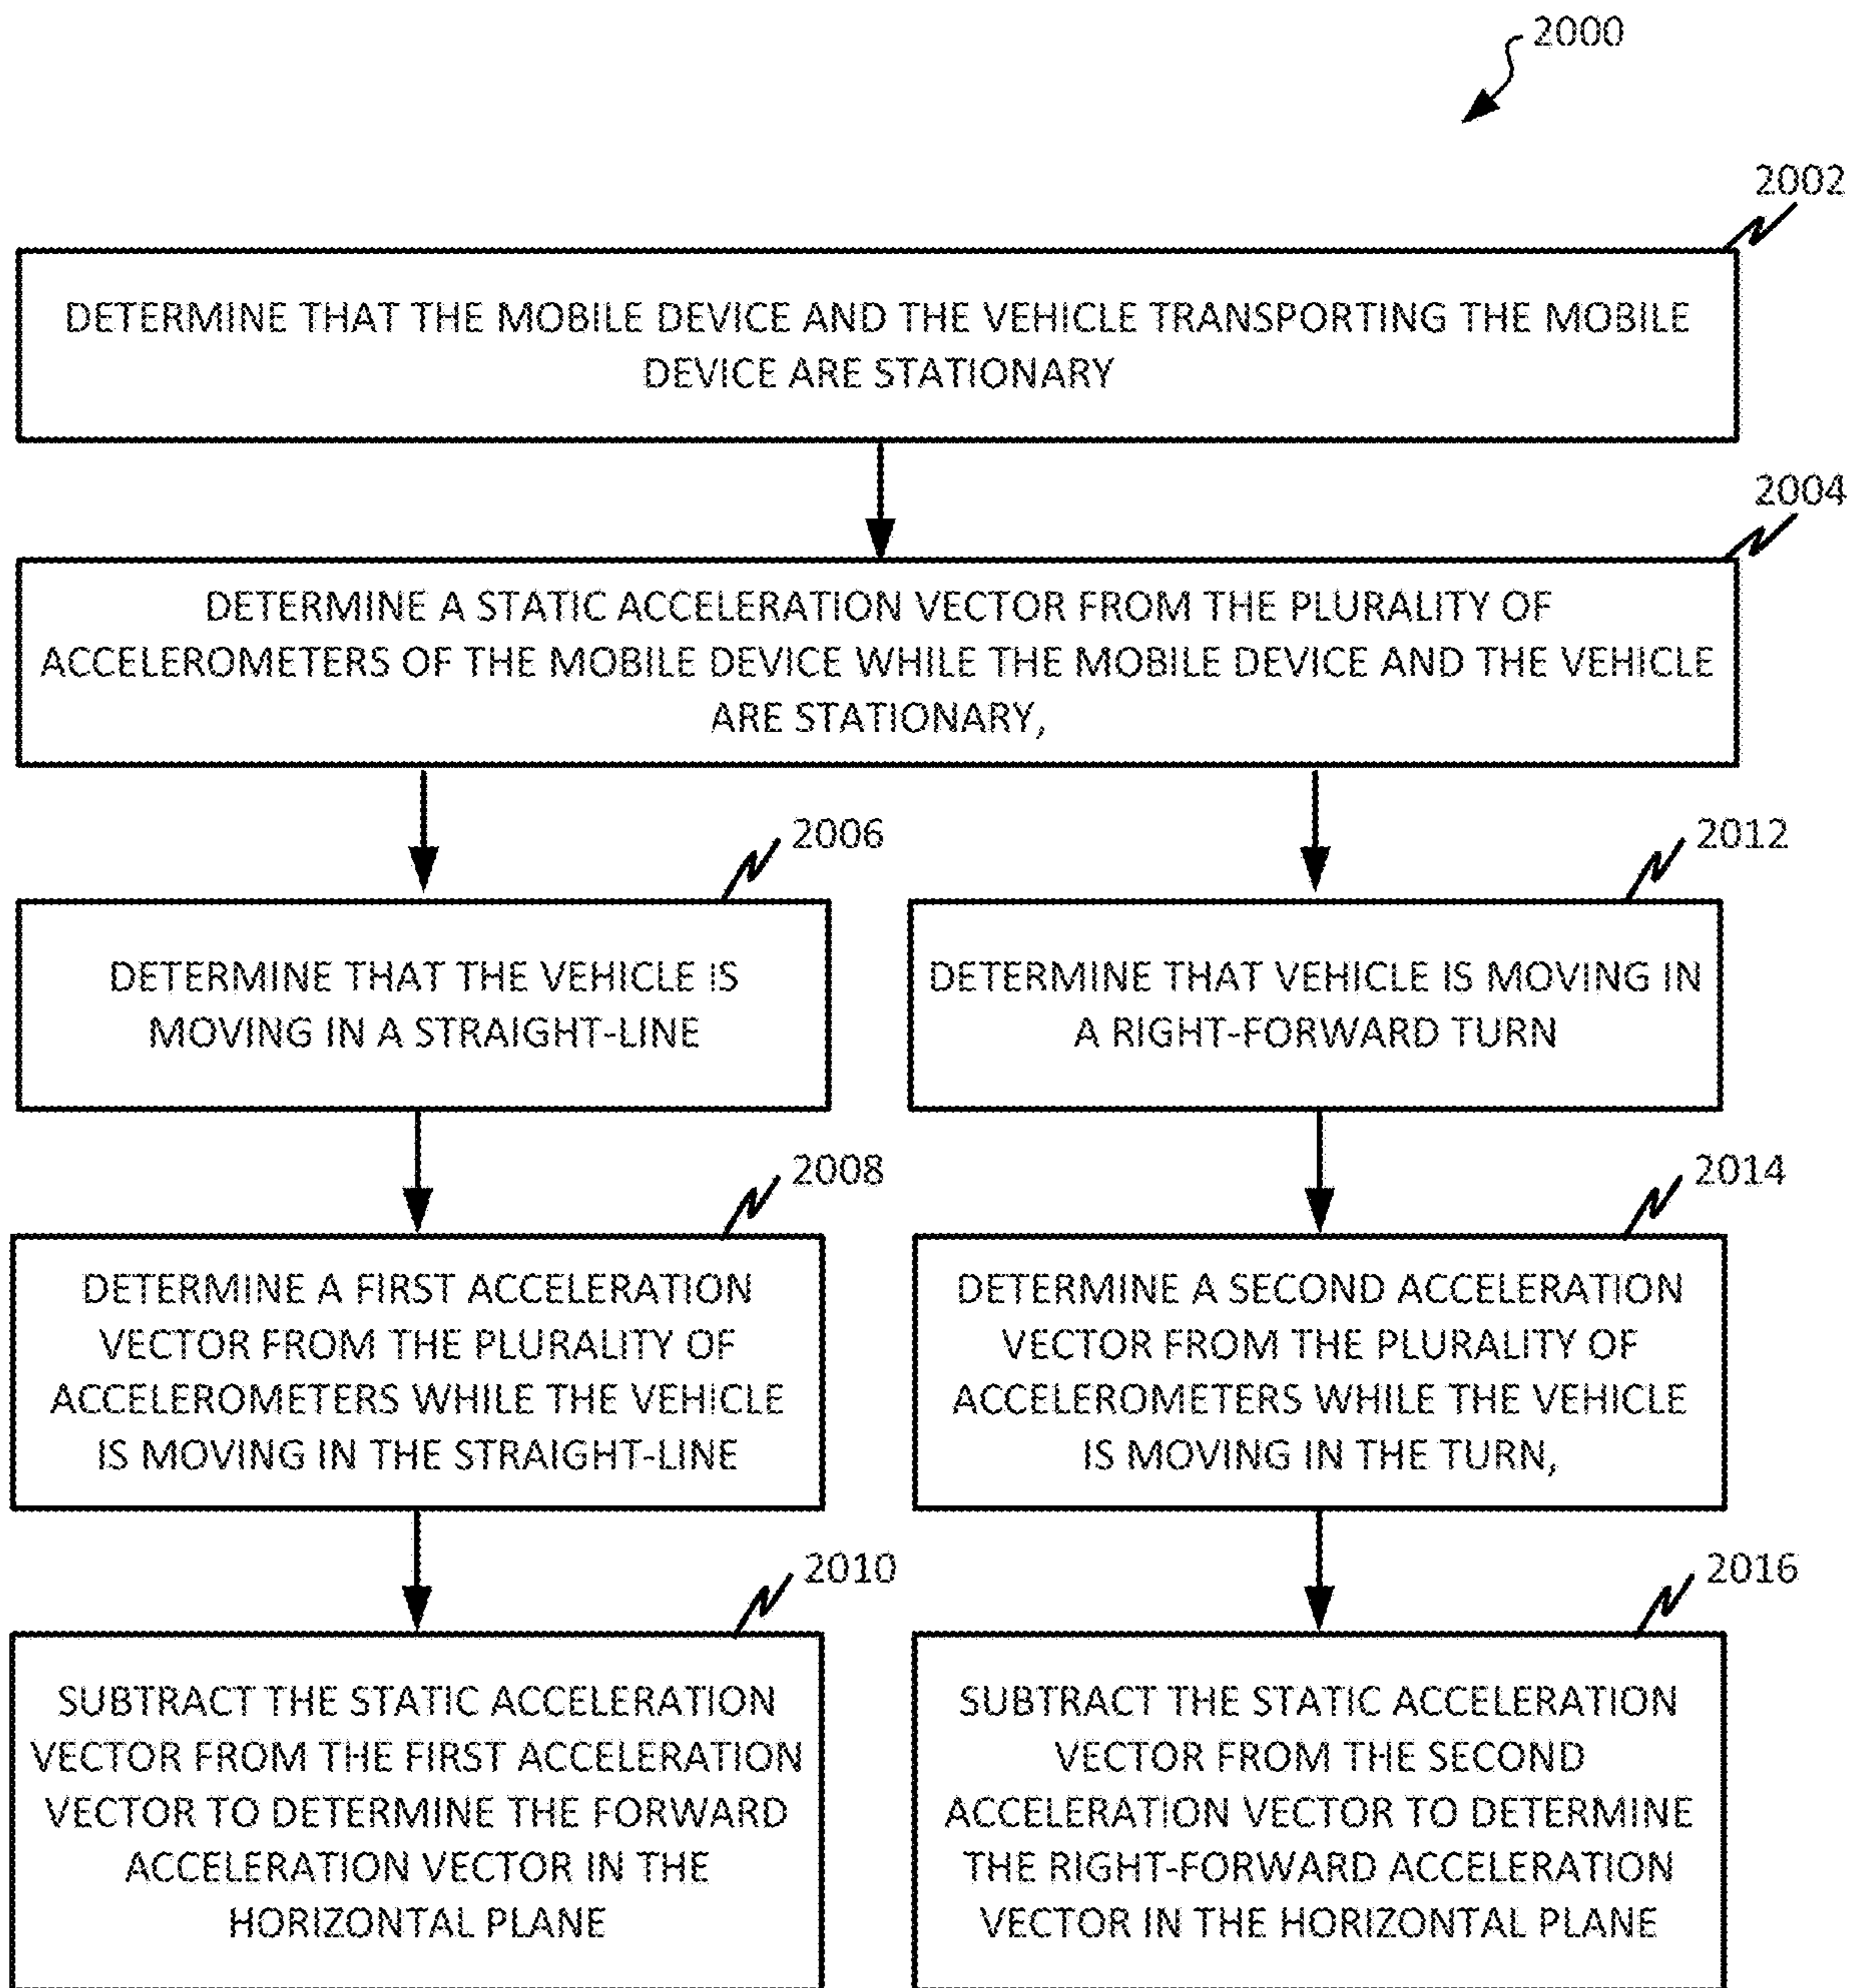 2000
2002
DETERMINE THAT THE MOBILE DEVICE AND THE VEHICLE TRANSPORTING THE MOBILE
DEVICE ARE STATIONARY
2004
DETERMINE A STATIC ACCELERATION VECTOR FROM THE PLURALITY OF
ACCELEROMETERS OF THE MOBILE DEVICE WHILE THE MOBILE DEVICE AND THE VEHICLE
ARE STATIONARY,
2006
DETERMINE THAT THE VEHICLE IS
MOVING IN A STRAIGHT-LINE
2008
DETERMINE A FIRST ACCELERATION
VECTOR FROM THE PLURALITY OF
ACCELEROMETERS WHILE THE VEHICLE
IS MOVING IN THE STRAIGHT-LINE
2010
SUBTRACT THE STATIC ACCELERATION
VECTOR FROM THE FIRST ACCELERATION
VECTOR TO DETERMINE THE FORWARD
ACCELERATION VECTOR IN THE
HORIZONTAL PLANE
2012
DETERMINE THAT VEHICLE IS MOVING IN
A RIGHT-FORWARD TURN
2014
DETERMINE A SECOND ACCELERATION
VECTOR FROM THE PLURALITY OF
ACCELEROMETERS WHILE THE VEHICLE
IS MOVING IN THE TURN,
2016
SUBTRACT THE STATIC ACCELERATION
VECTOR FROM THE SECOND
ACCELERATION VECTOR TO DETERMINE
THE RIGHT-FORWARD ACCELERATION
VECTOR IN THE HORIZONTAL PLANE